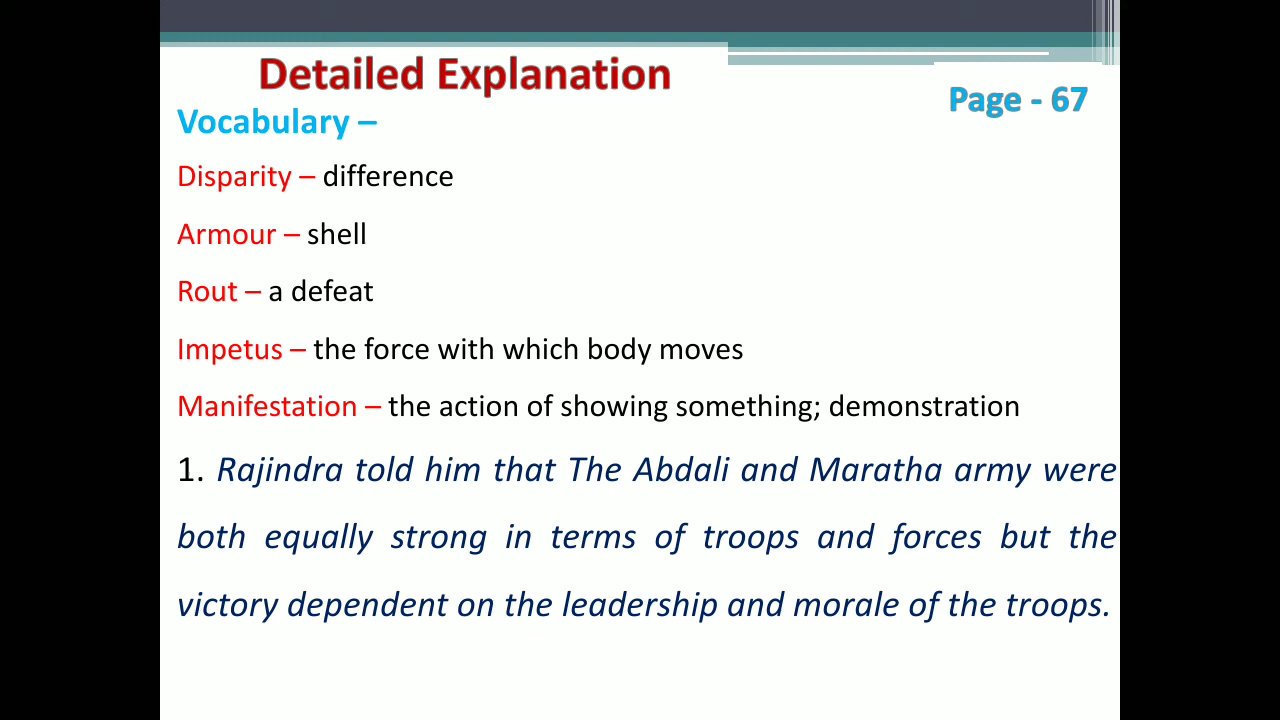 Detailed Explanation
Page - 67
Vocabulary –
Disparity – difference
Armour – shell
Rout – a defeat
Impetus – the force with which body moves
Manifestation – the action of showing something; demonstration
1. Rajindra told him that The Abdali and Maratha army were
both equally strong in terms of troops and forces but the
victory dependent on the leadership and morale of the troops.